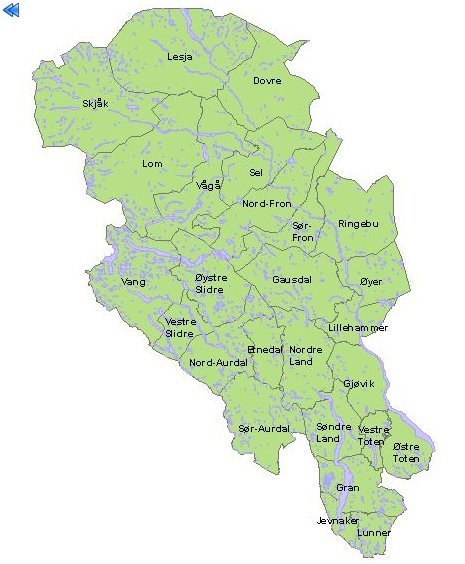 Lesja
Dovre
Skjåk
Lom
Vågå
Sel
Nord-Fron
Sør-
Fron
Ringebu
Vang
Øystre
Slidre
Gausdal
Øyer
Vestre
Slidre
Lillehammer
Nord-Aurdal
Etnedal
Nordre
Land
Gjøvik
Sør-Aurdal
Søndre
Land
Vestre
Toten
Østre
Toten
Gran
Jevnaker
Lunner